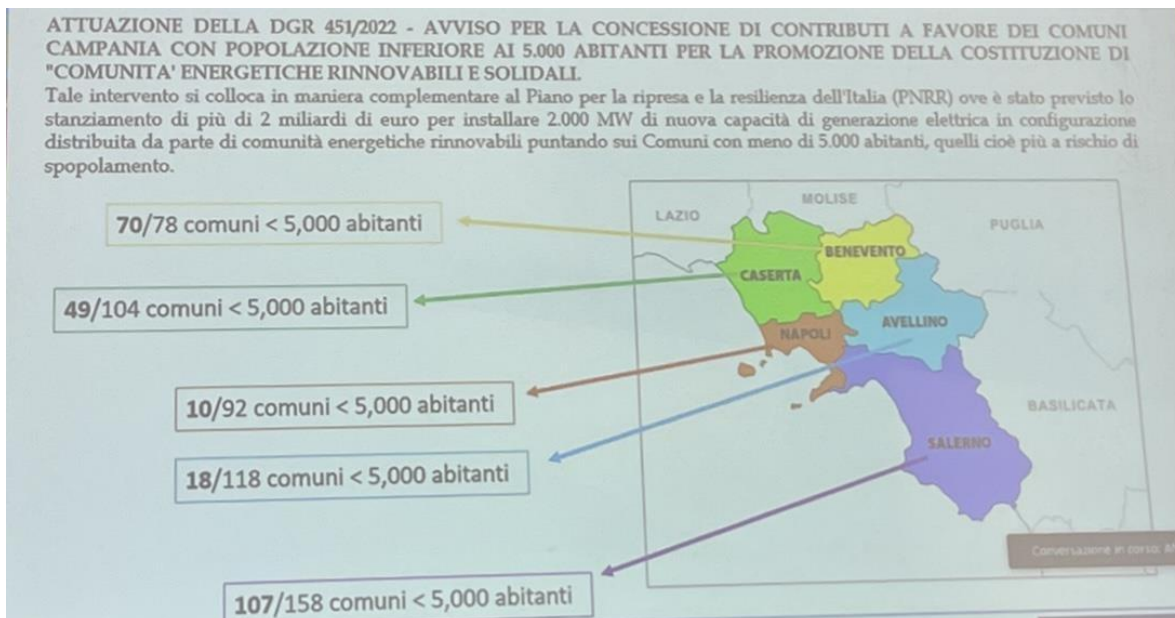 ATTUAZIONE DELLA DGR 451/2022 - AVVISO PER LA CONCESSIONE DI CONTRIBUTI A FAVORE DEI COMUNI
CAMPANIA CON POPOLAZIONE INFERIORE AI 5.000 ABITANTI PER LA PROMOZIONE DELLA COSTITUZIONE DI
"COMUNITA' ENERGETICHE RINNOVABILI E SOLIDALI.
Tale intervento si colloca in maniera complementare al Piano per la ripresa e la resilienza dell'Italia (PNRR) ove è stato previsto lo
stanziamento di più di 2 miliardi di euro per installare 2.000 MW di nuova capacità di generazione elettrica in configurazione
distribuita da parte di comunità energetiche rinnovabili puntando sui Comuni con meno di 5.000 abitanti, quelli cioè più a rischio di
spopolamento.
70/78 comuni < 5,000 abitanti
49/104 comuni < 5,000 abitanti
10/92 comuni < 5,000 abitanti
18/118 comuni < 5,000 abitanti
107/158 comuni < 5,000 abitanti
MOLISE
LAZIO
PUGLIA
BENEVENTO
CASERTA
AVELLINO
NAPOLI
BASILICATA
SALERNO
Conversazione in corso: